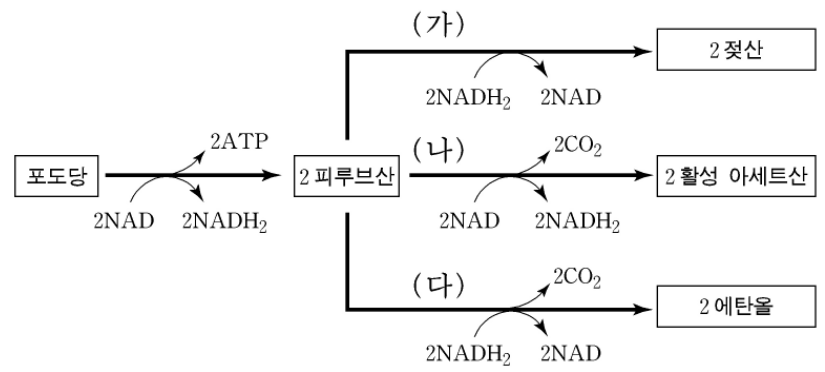 (가)
2젖산
2NADH₂ 2NAD
2ATP
(나)
2CO₂
포도당
2피루브산
2활성 아세트산
2NAD 2NADH₂
2NAD 2NADH₂
(다)
2CO₂
2에탄올
2NADH₂ 2NAD